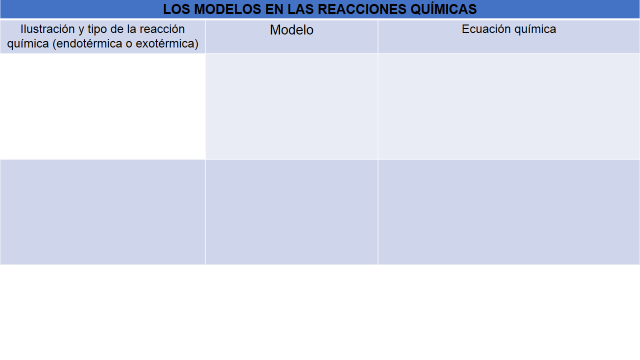 LOS MODELOS EN LAS REACCIONES QUÍMICAS
Ilustración y tipo de la reacción
química (endotérmica o exotérmica)
Modelo
Ecuación química